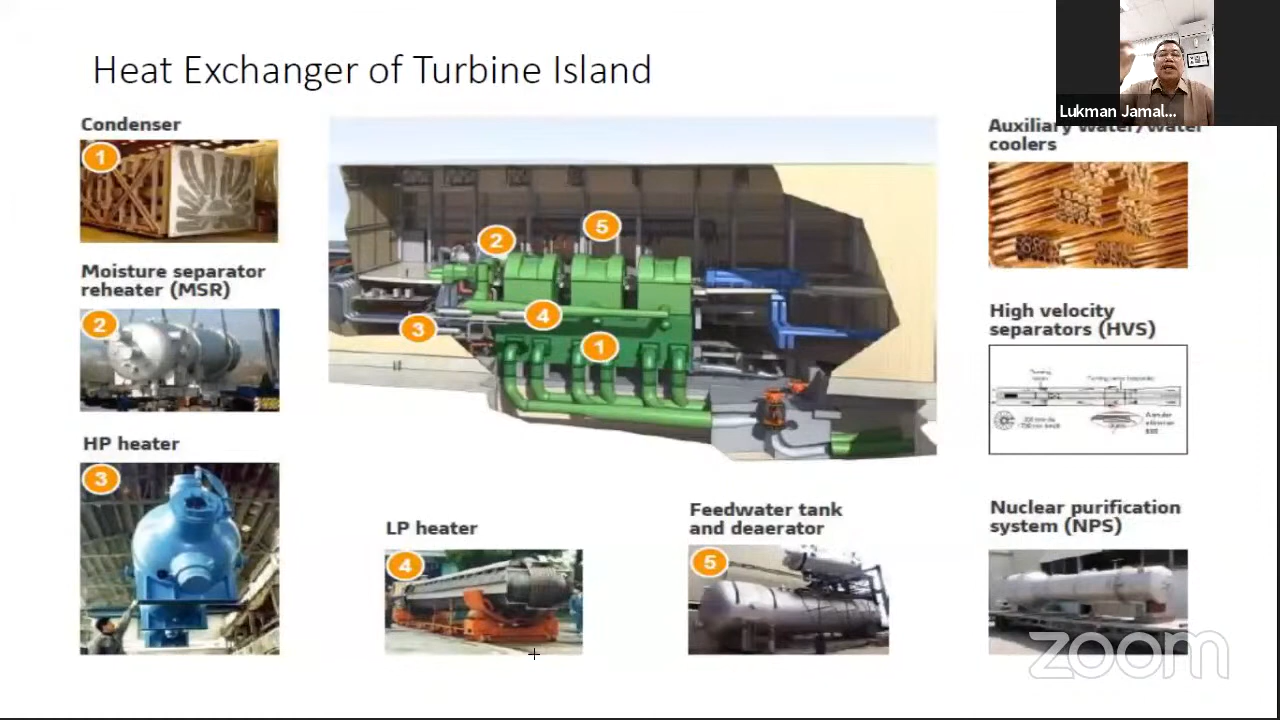 Heat Exchanger of Turbine Island
Lukman Jamal...
Condenser
1
Moisture separator
reheater (MSR)
2
HP heater
3
2
5
4
3
1
LP heater
4
Feedwater tank
and deaerator
5
Auxiliary water/water
coolers
High velocity
separators (HVS)
Nuclear purification
system (NPS)
zoom